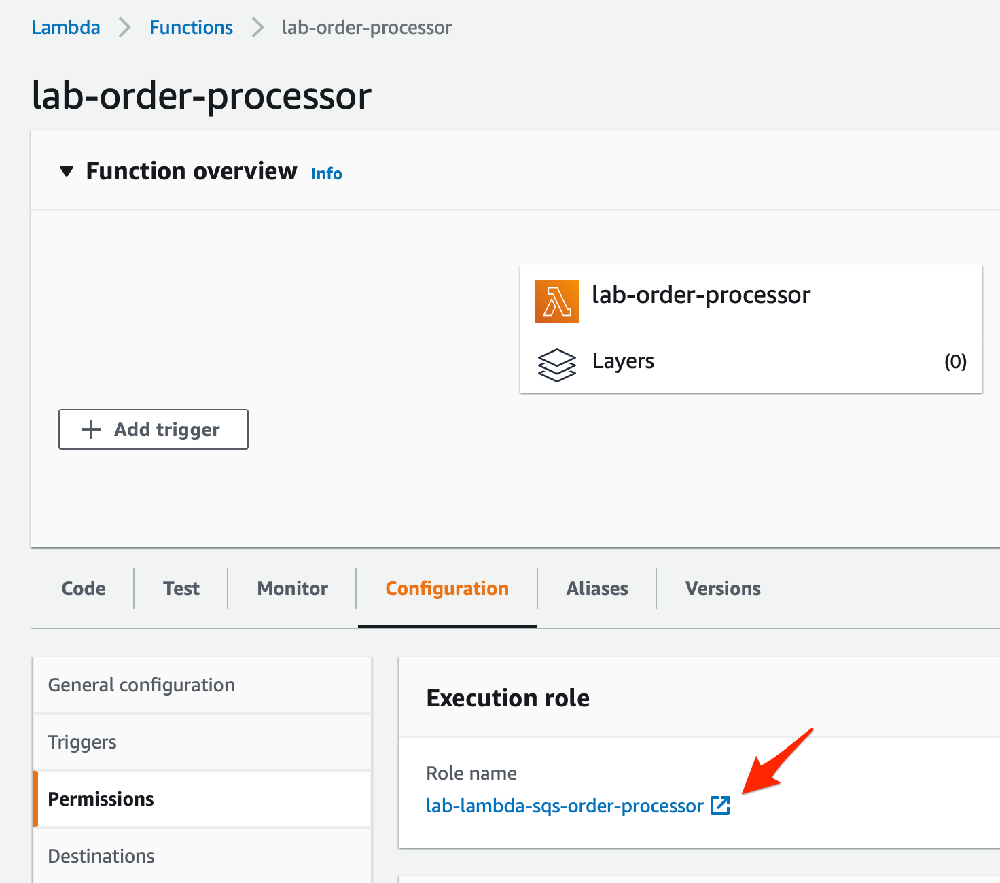 Lambda Functions lab-order-processor
lab-order-processor
Function overview Info
lab-order-processor
Layers (0)
Add trigger
Code Test Monitor Configuration Aliases Versions
General configuration
Triggers
Permissions
Destinations
Execution role
Role name
lab-lambda-sqs-order-processor